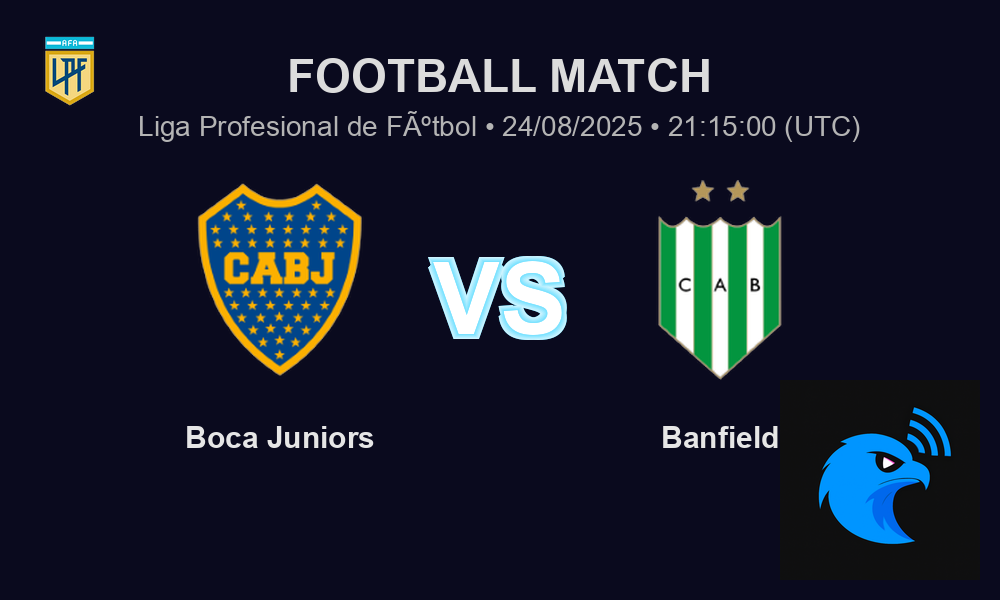 AFA
LPF
FOOTBALL MATCH
Liga Profesional de FÃºtbol • 24/08/2025 • 21:15:00 (UTC)
CABJ
VS
C A B
Boca Juniors
Banfield